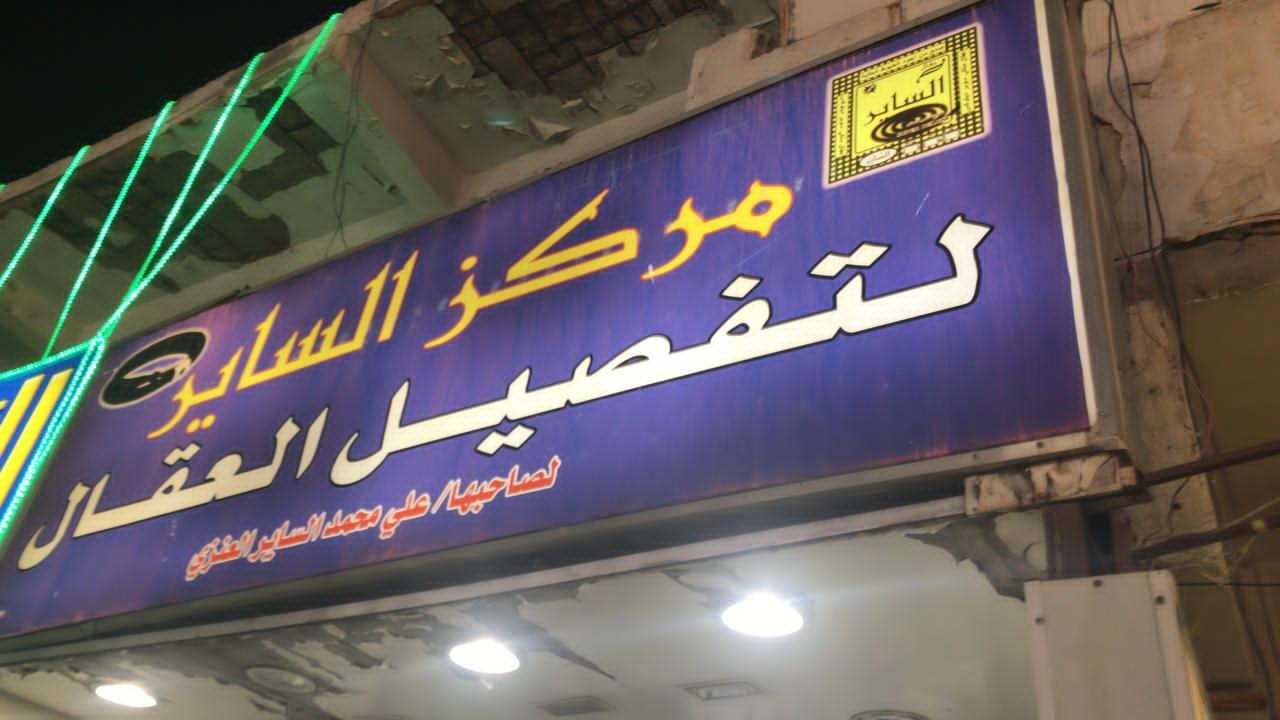 الساير
مركز الساير
لتفصيل العقال
لصاحبها/ علي محمد الساير العنزي